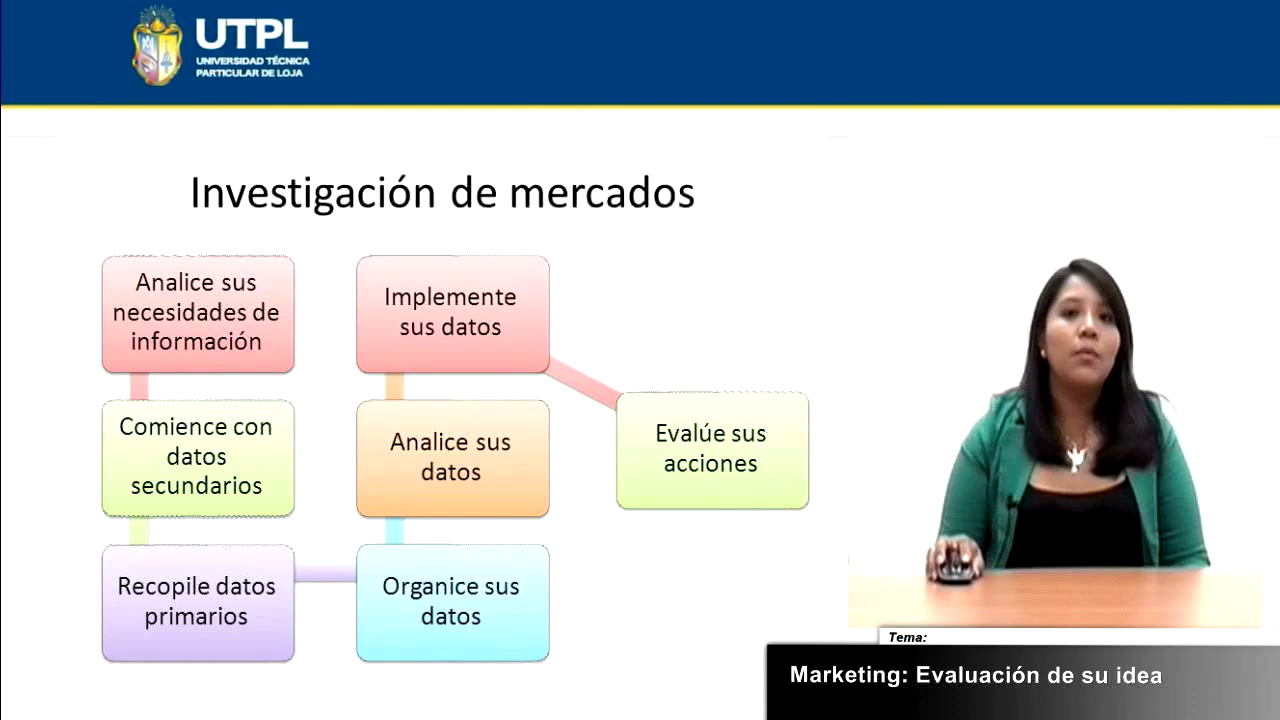 UTPL
UNIVERSIDAD TÉCNICA
PARTICULAR DE LOJA
Investigación de mercados
Analice sus
necesidades de
información
Comience con
datos
secundarios
Recopile datos
primarios
Organice sus
datos
Analice sus
datos
Implemente
sus datos
Evalúe sus
acciones
Tema:
Marketing: Evaluación de su idea